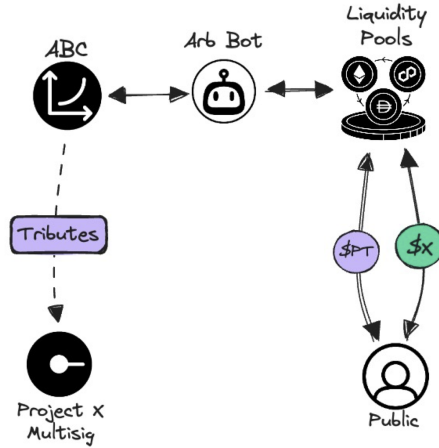 ABC
Arb Bot
Liquidity
Pools
Tributes
$PT
$X
Project X
Multisig
Public